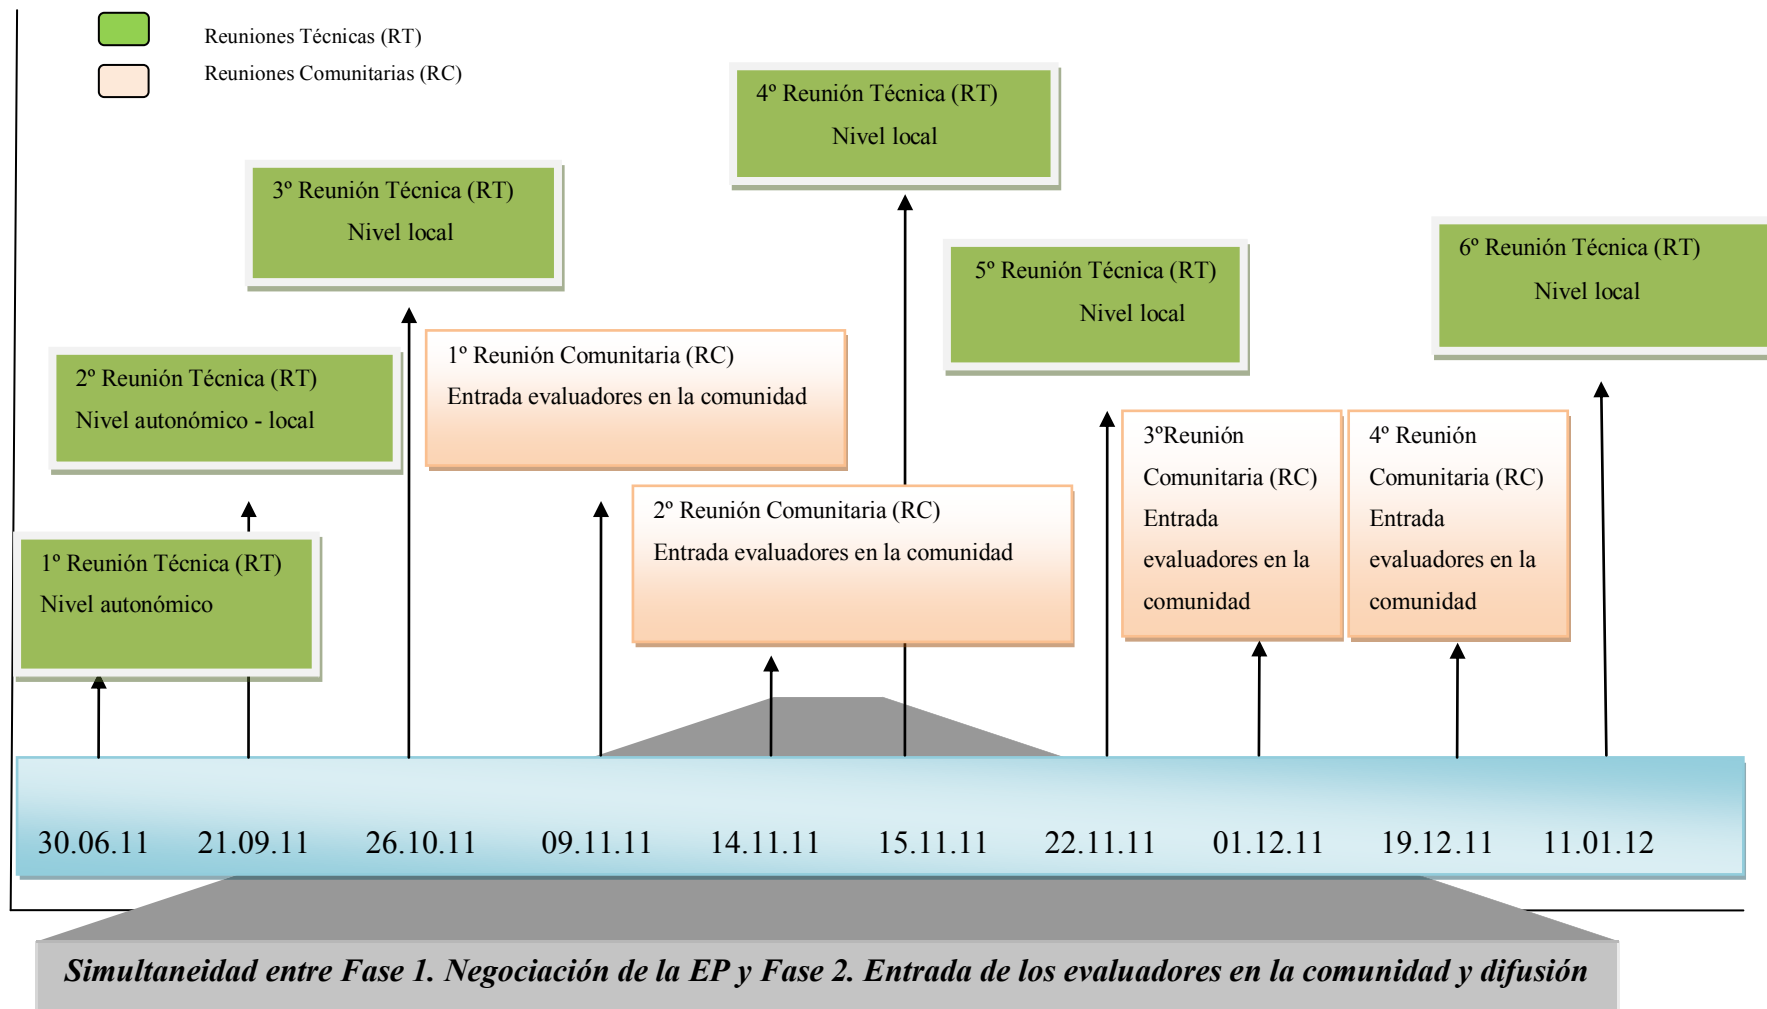 Reuniones Técnicas (RT)
Reuniones Comunitarias (RC)
4º Reunión Técnica (RT)
Nivel local
3º Reunión Técnica (RT)
Nivel local
6º Reunión Técnica (RT)
Nivel local
5º Reunión Técnica (RT)
Nivel local
1º Reunión Comunitaria (RC)
Entrada evaluadores en la comunidad
2º Reunión Técnica (RT)
Nivel autonómico - local
3ºReunión
Comunitaria (RC)
Entrada
evaluadores en la
comunidad
4º Reunión
Comunitaria (RC)
Entrada
evaluadores en la
comunidad
2º Reunión Comunitaria (RC)
Entrada evaluadores en la comunidad
1º Reunión Técnica (RT)
Nivel autonómico
30.06.11 21.09.11 26.10.11 09.11.11 14.11.11 15.11.11 22.11.11 01.12.11 19.12.11 11.01.12
Simultaneidad entre Fase 1. Negociación de la EP y Fase 2. Entrada de los evaluadores en la comunidad y difusión